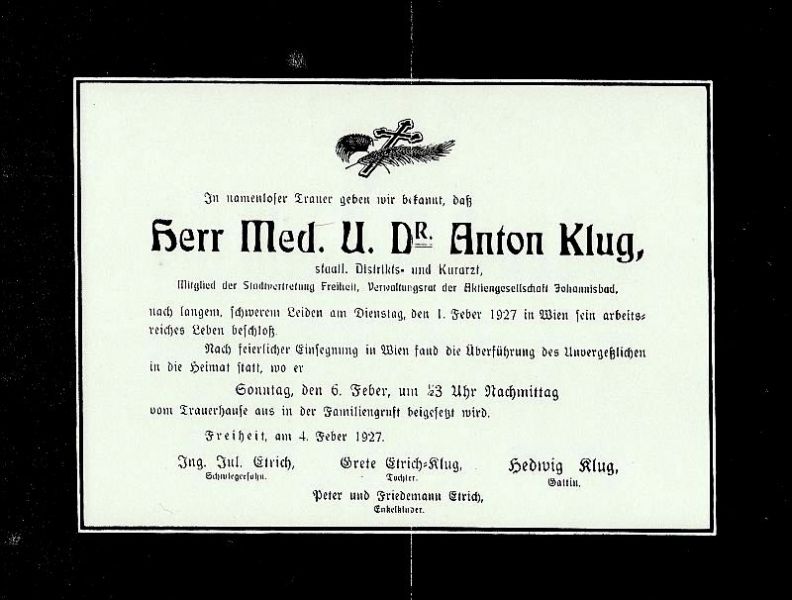 In namenloser Trauer geben wir bekannt, daß
Herr Med. U. Dr. Anton Klug,
staatl. Distrikts- und Kurarzt,
Mitglied der Stadtvertretung Freiheit, Verwaltungsrat der Aktiengesellschaft Johannisbad,
nach langem, schwerem Leiden am Dienstag, den 1. Feber 1927 in Wien sein arbeits-
reiches Leben beschloß.
Nach feierlicher Einsegnung in Wien fand die Überführung des Unvergeßlichen
in die Heimat statt, wo er
Sonntag, den 6. Feber, um ½3 Uhr Nachmittag
vom Trauerhause aus in der Familiengruft beigesetzt wird.
Freiheit, am 4. Feber 1927.
Ing. Jul. Etrich, Grete Etrich-Klug, Hedwig Klug,
Schwiegersohn. Tochter. Gattin.
Peter und Friedemann Etrich,
Enkelkinder.